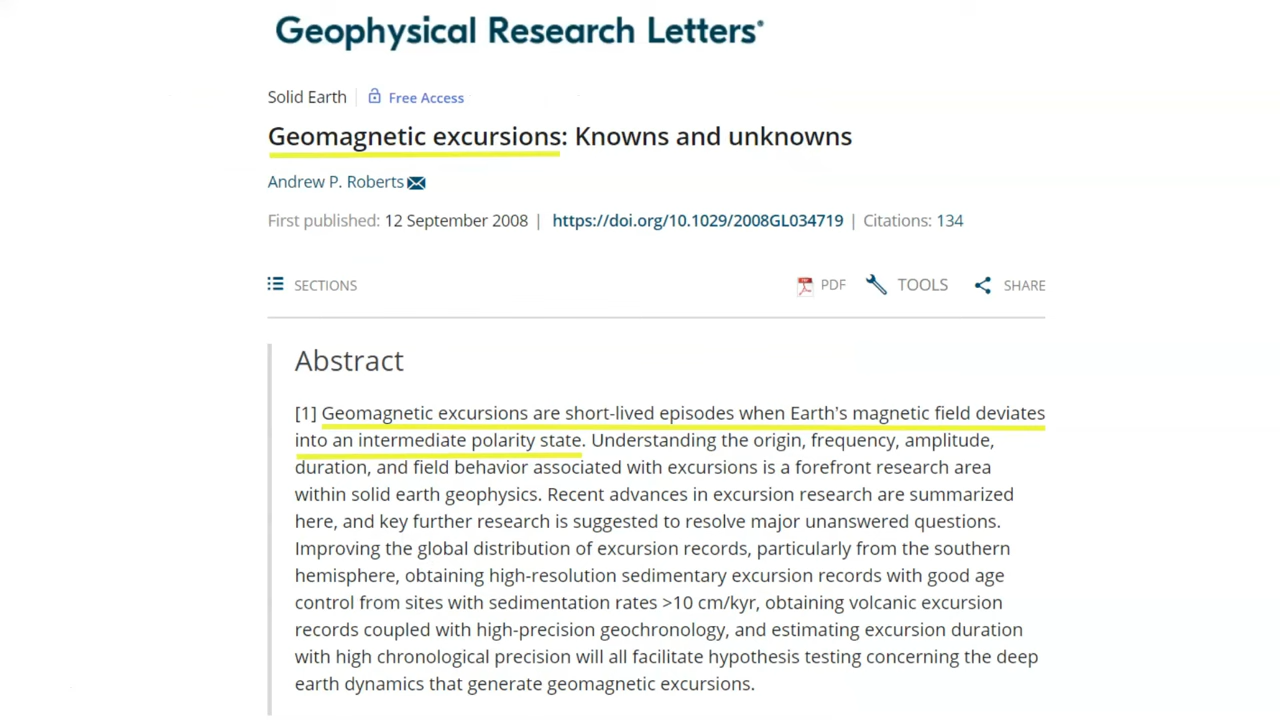 Geophysical Research Letters®
Solid Earth | Free Access
Geomagnetic excursions: Knowns and unknowns
Andrew P. Roberts
First published: 12 September 2008 | https://doi.org/10.1029/2008GL034719 | Citations: 134
SECTIONS PDF TOOLS SHARE
Abstract
[1] Geomagnetic excursions are short-lived episodes when Earth's magnetic field deviates
into an intermediate polarity state. Understanding the origin, frequency, amplitude,
duration, and field behavior associated with excursions is a forefront research area
within solid earth geophysics. Recent advances in excursion research are summarized
here, and key further research is suggested to resolve major unanswered questions.
Improving the global distribution of excursion records, particularly from the southern
hemisphere, obtaining high-resolution sedimentary excursion records with good age
control from sites with sedimentation rates >10 cm/kyr, obtaining volcanic excursion
records coupled with high-precision geochronology, and estimating excursion duration
with high chronological precision will all facilitate hypothesis testing concerning the deep
earth dynamics that generate geomagnetic excursions.